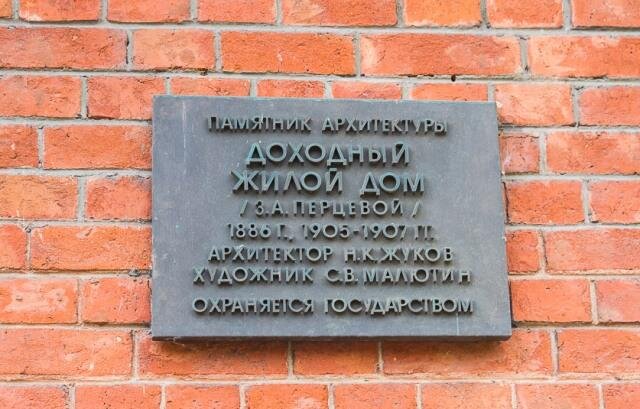 ПАМЯТНИК АРХИТЕКТУРЫ
ДОХОДНЫЙ
ЖИЛОЙ ДОМ
/ З.А. ПЕРЦЕВОЙ /
1886 Г., 1905-1907 ГГ.
АРХИТЕКТОР Н.К. ЖУКОВ
ХУДОЖНИК С.В. МАЛЮТИН
ОХРАНЯЕТСЯ ГОСУДАРСТВОМ